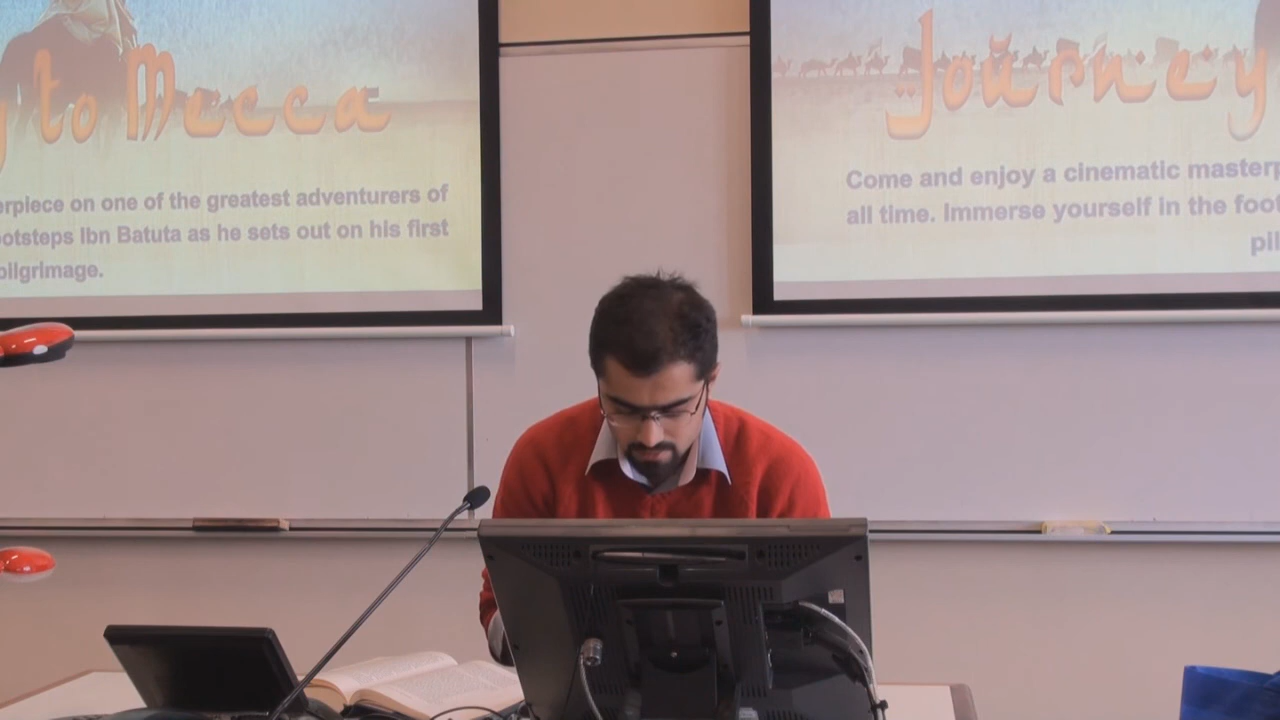 y to Mecca
erpiece on one of the greatest adventurers of
ootsteps Ibn Batuta as he sets out on his first
pilgrimage.
Journey
Come and enjoy a cinematic masterp
all time. Immerse yourself in the foot
pil